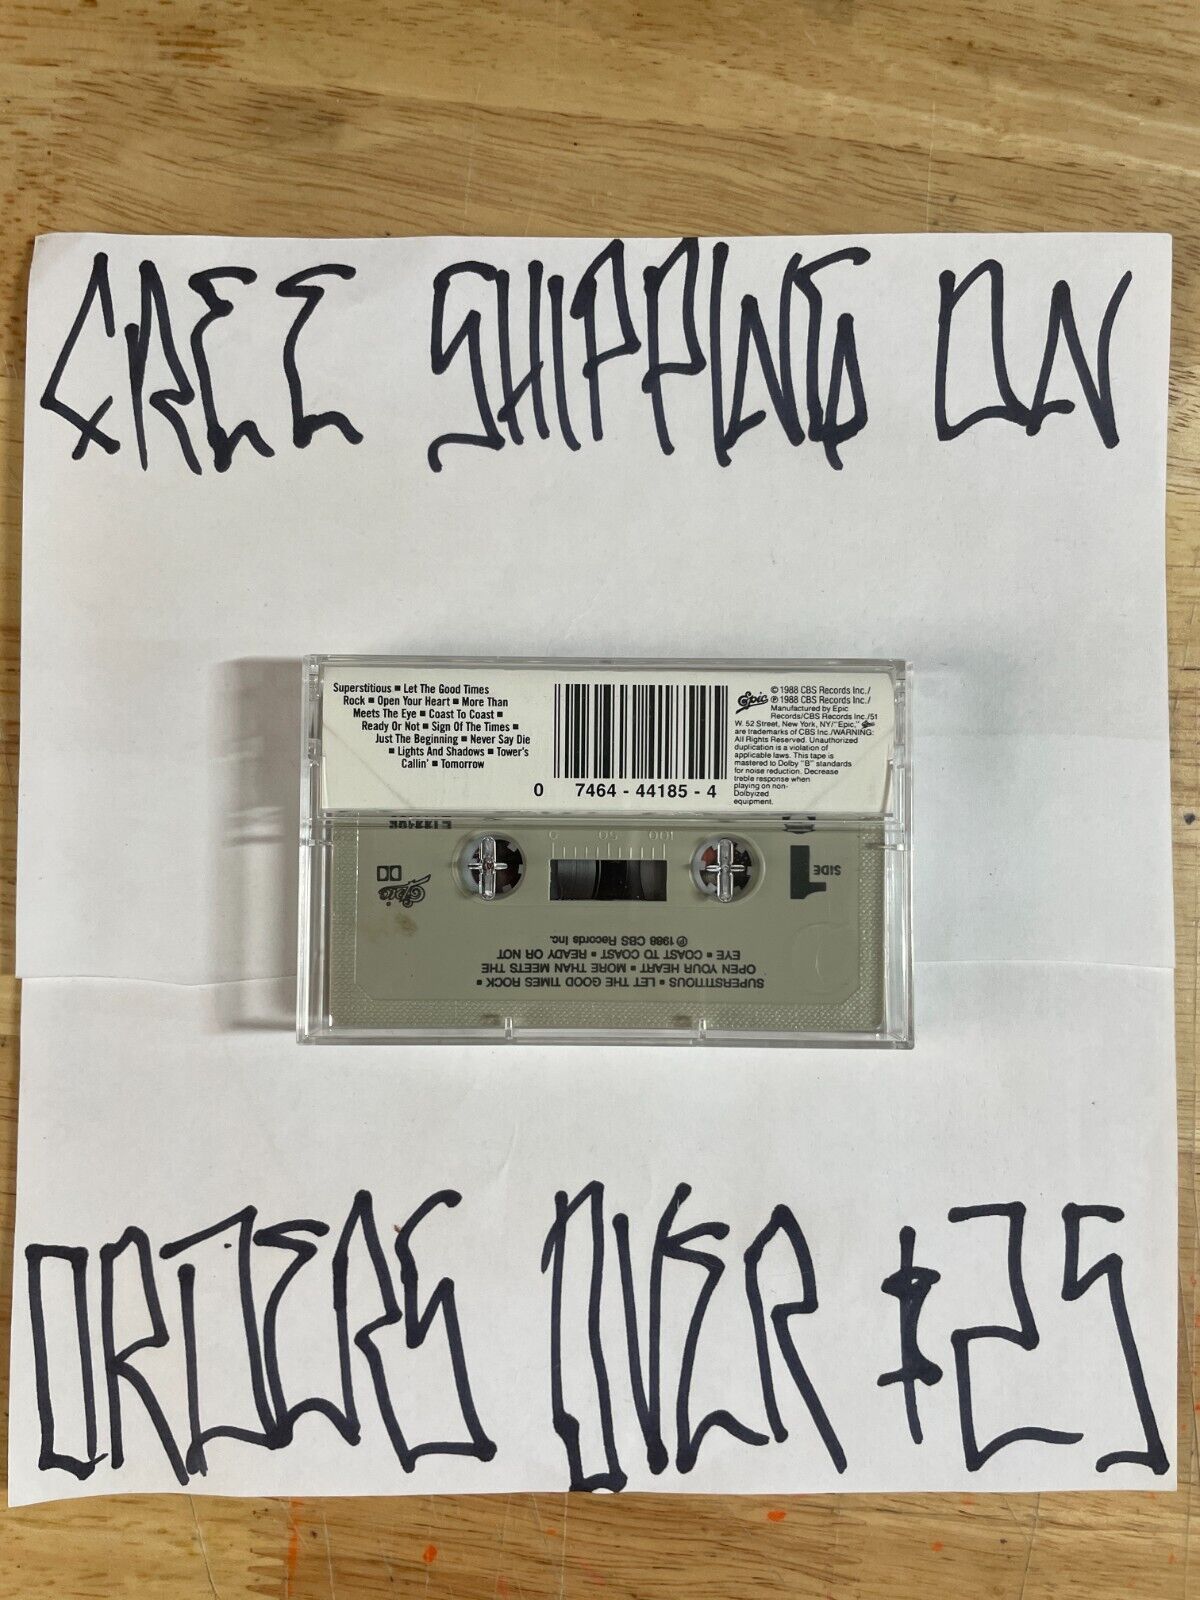 FREE SHIPPING ON
Superstitious ■ Let The Good Times
Rock ■ Open Your Heart ■ More Than
Meets The Eye ■ Coast To Coast ■
Ready Or Not ■ Sign Of The Times ■
Just The Beginning ■ Never Say Die
■ Lights And Shadows ■ Tower's
Callin' ■ Tomorrow
0 7464-44185-4
Epic
© 1988 CBS Records Inc./
℗ 1988 CBS Records Inc./
Manufactured by Epic
Records/CBS Records Inc./51
W. 52 Street, New York, NY/"Epic,"
are trademarks of CBS Inc./WARNING:
All Rights Reserved. Unauthorized
duplication is a violation of
applicable laws. This tape is
mastered to Dolby "B" standards
for noise reduction. Decrease
treble response when
playing on non-
Dolbyized
equipment.
0 50 100
SIDE 1
Epic
SUPERSTITIOUS ■ LET THE GOOD TIMES ROCK ■
OPEN YOUR HEART ■ MORE THAN MEETS THE
EYE ■ COAST TO COAST ■ READY OR NOT
℗ 1988 CBS Records Inc.
ORDERS OVER $25